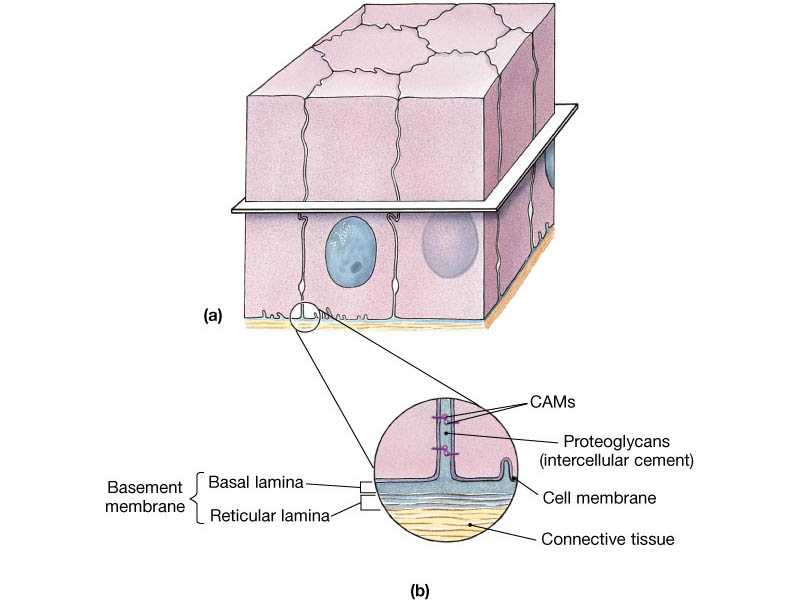 (a)
CAMs
Proteoglycans
(intercellular cement)
Basal lamina
Basement
membrane
Cell membrane
Reticular lamina
Connective tissue
(b)